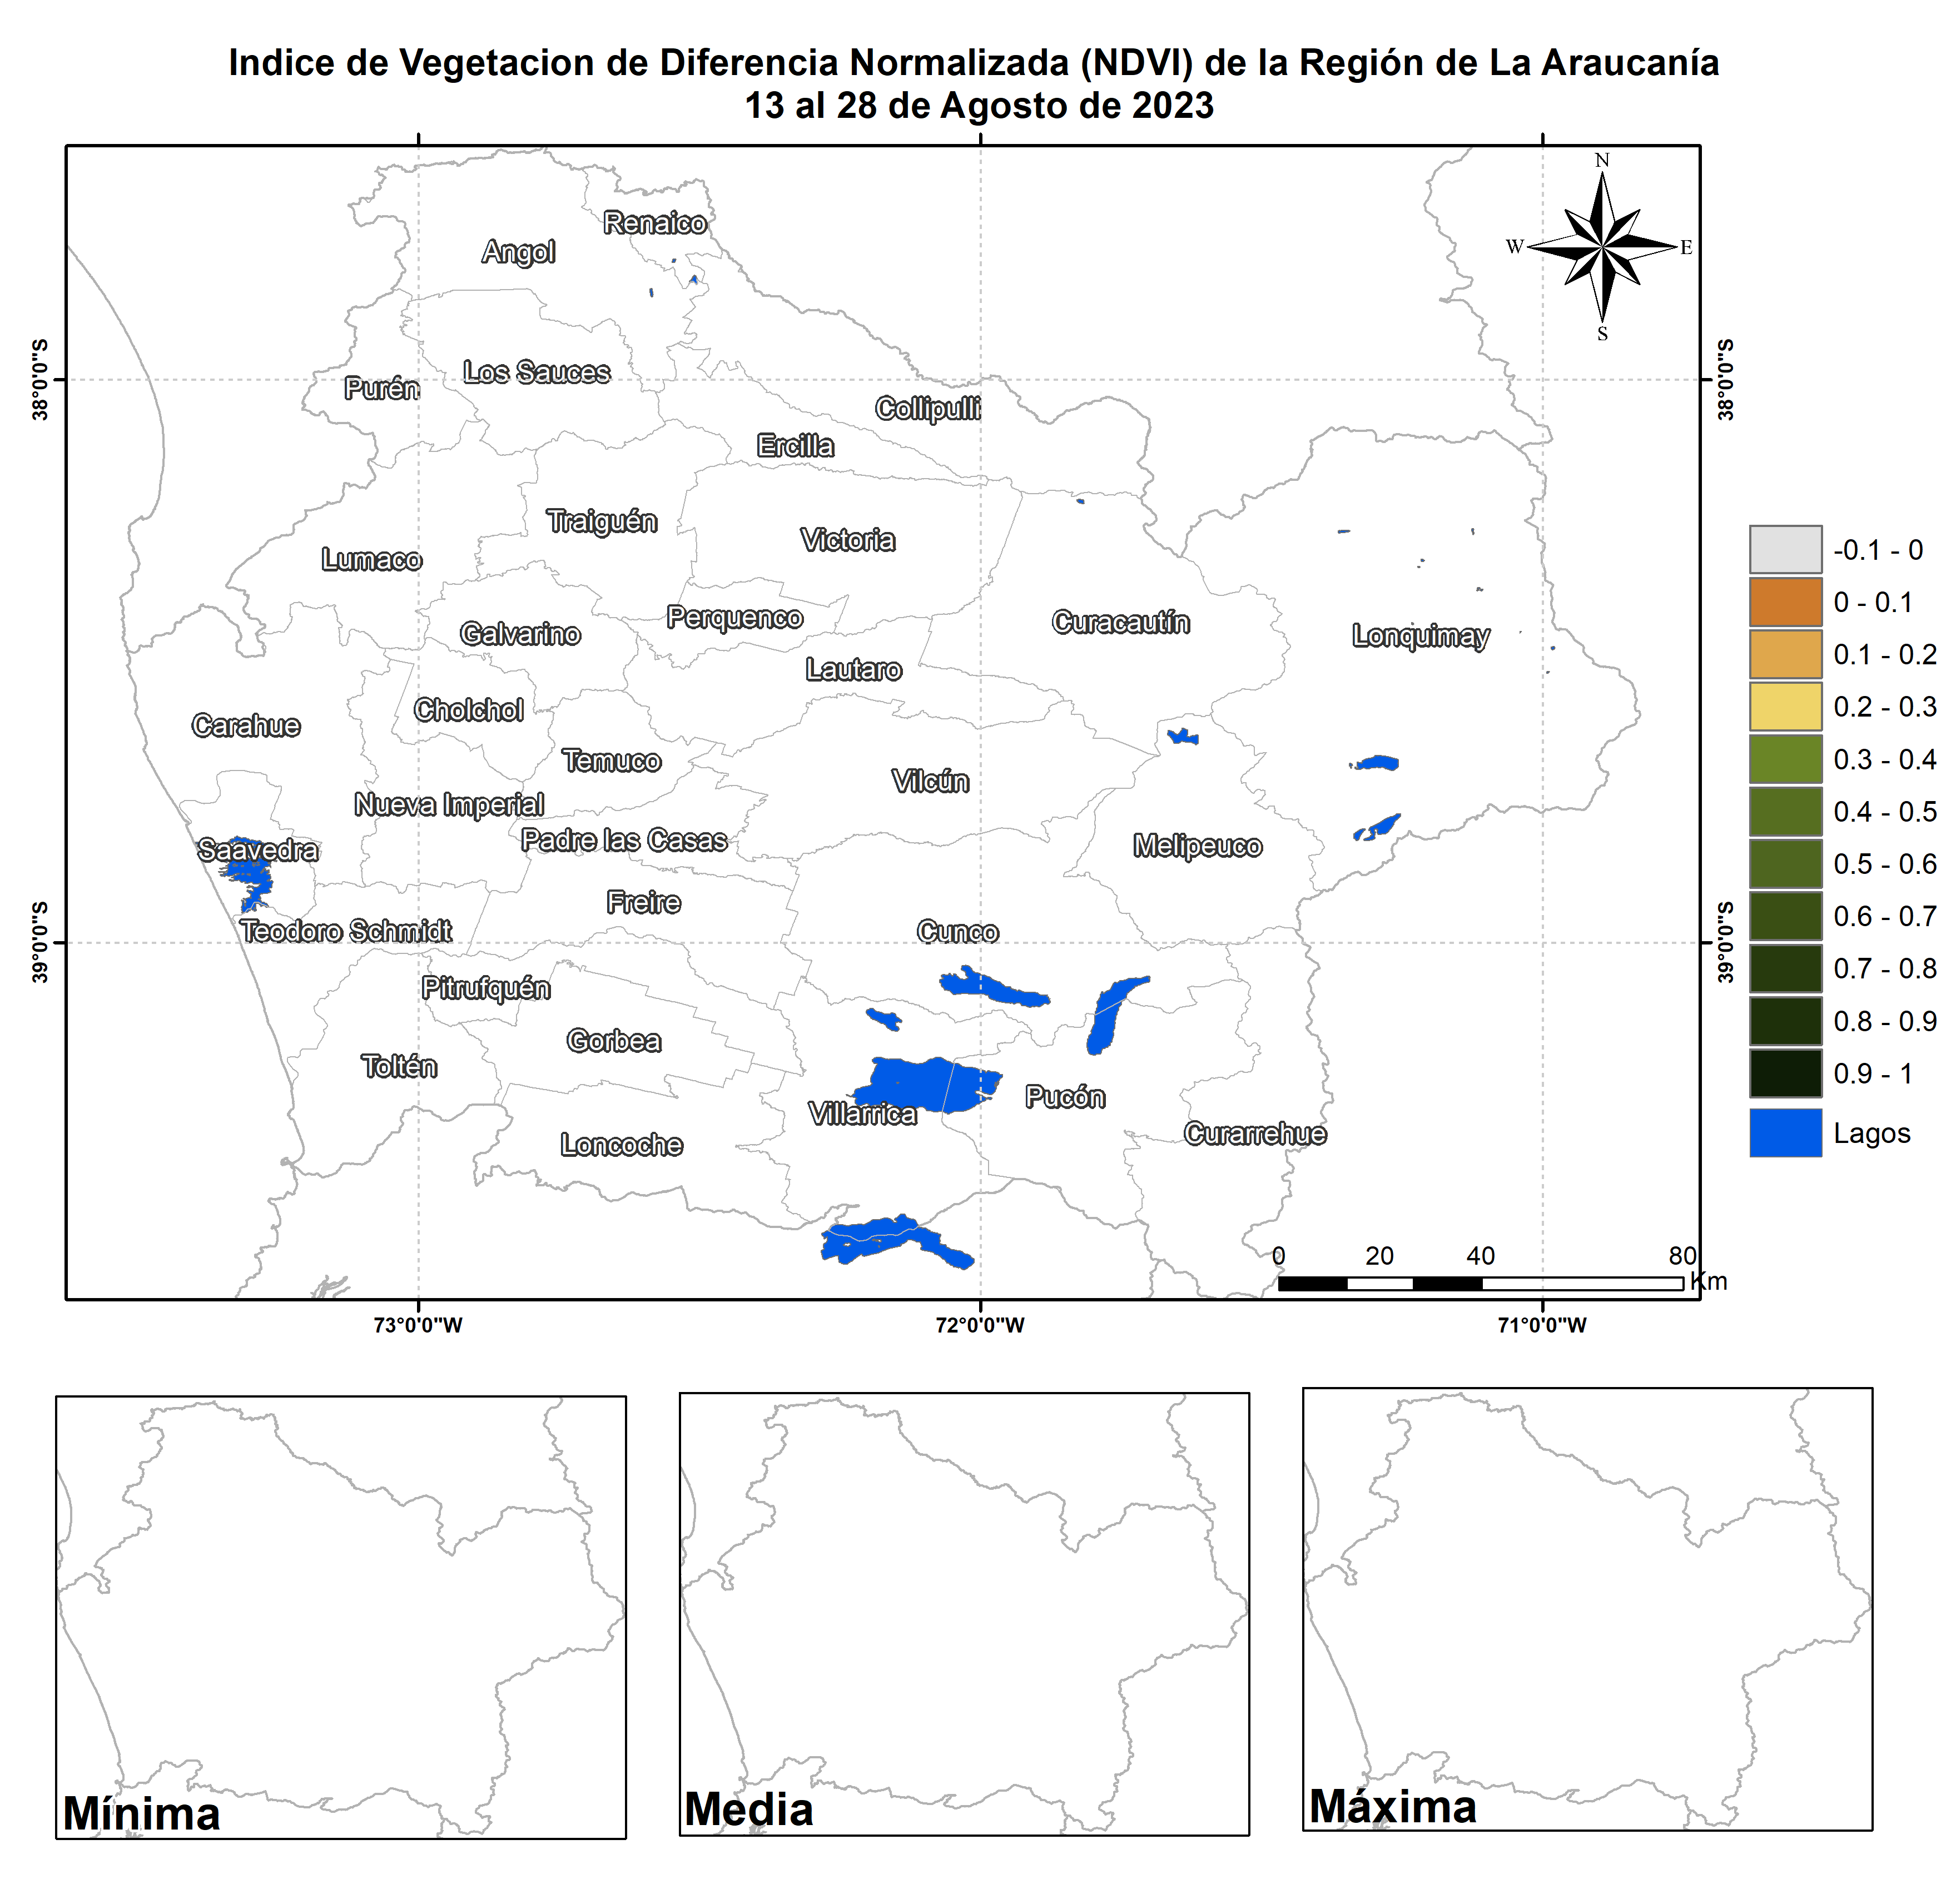 Indice de Vegetacion de Diferencia Normalizada (NDVI) de la Región de La Araucanía
13 al 28 de Agosto de 2023
N
W
E
S
Renaico
Angol
Los Sauces
Purén
Collipulli
Ercilla
Traiguén
Victoria
Lumaco
Perquenco
Curacautín
Galvarino
Lonquimay
Lautaro
Cholchol
Carahue
Temuco
Vilcún
Nueva Imperial
Padre las Casas
Melipeuco
Saavedra
Freire
Teodoro Schmidt
Cunco
Pitrufquén
Gorbea
Toltén
Pucón
Villarrica
Curarrehue
Loncoche
38°0'0"S
38°0'0"S
39°0'0"S
39°0'0"S
73°0'0"W
72°0'0"W
71°0'0"W
0 20 40 80
Km
-0.1 - 0
0 - 0.1
0.1 - 0.2
0.2 - 0.3
0.3 - 0.4
0.4 - 0.5
0.5 - 0.6
0.6 - 0.7
0.7 - 0.8
0.8 - 0.9
0.9 - 1
Lagos
Mínima
Media
Máxima